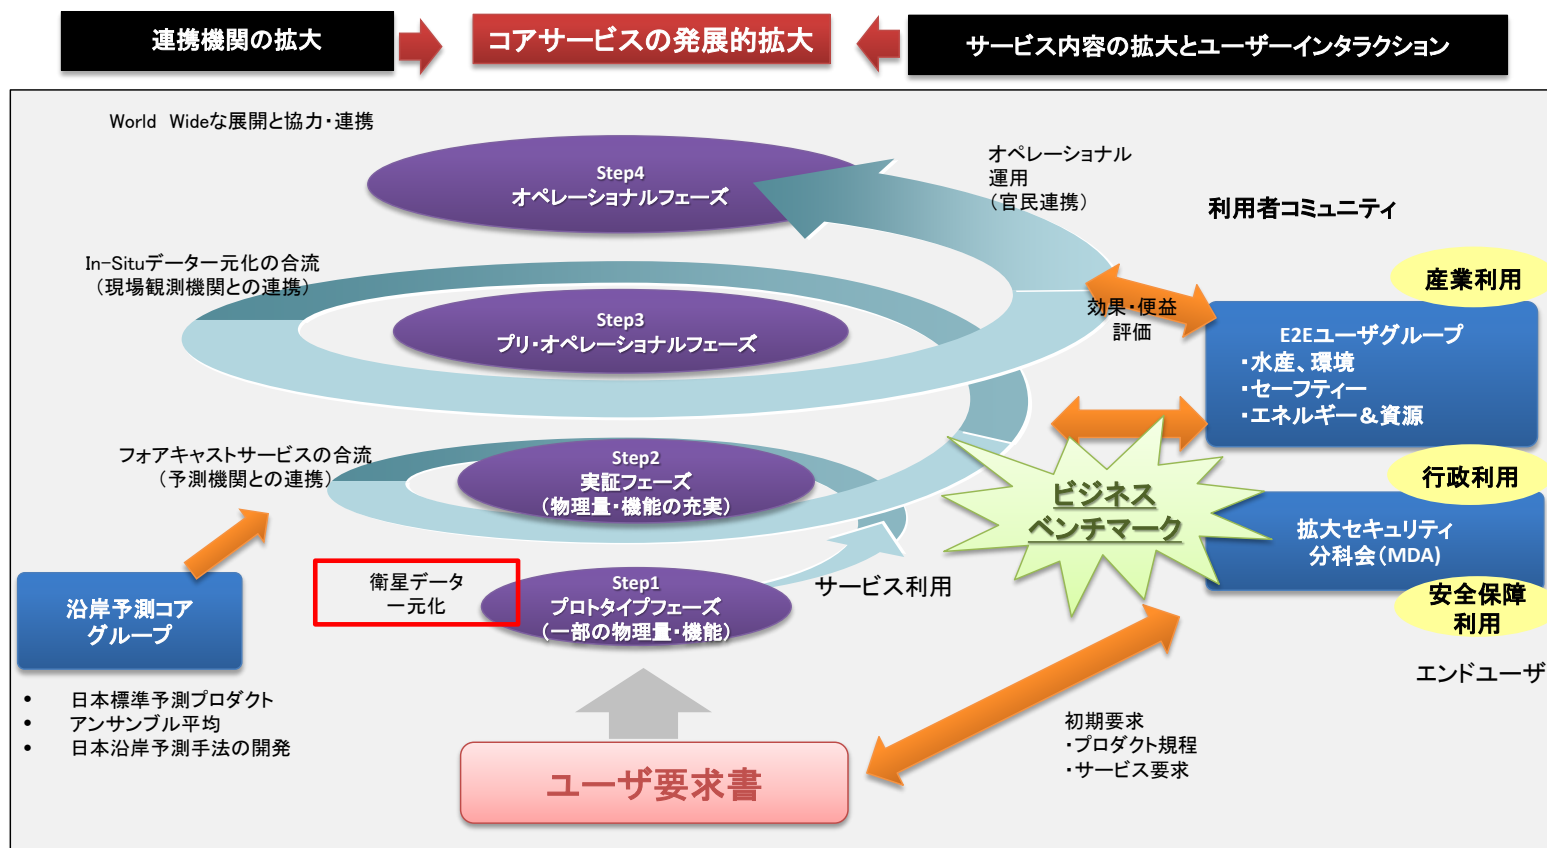 連携機関の拡大
コアサービスの発展的拡大
サービス内容の拡大とユーザーインタラクション
World Wideな展開と協力・連携
Step4
オペレーショナルフェーズ
オペレーショナル
運用
(官民連携)
利用者コミュニティ
In-Situデータ一元化の合流
(現場観測機関との連携)
Step3
プリ・オペレーショナルフェーズ
効果・便益
評価
産業利用
E2Eユーザグループ
・水産、環境
・セーフティー
・エネルギー＆資源
フォアキャストサービスの合流
(予測機関との連携)
Step2
実証フェーズ
(物理量・機能の充実)
ビジネス
ベンチマーク
行政利用
拡大セキュリティ
分科会(MDA)
安全保障
利用
エンドユーザ
衛星データ
一元化
Step1
プロトタイプフェーズ
(一部の物理量・機能)
サービス利用
沿岸予測コア
グループ
• 日本標準予測プロダクト
• アンサンブル平均
• 日本沿岸予測手法の開発
ユーザ要求書
初期要求
・プロダクト規程
・サービス要求